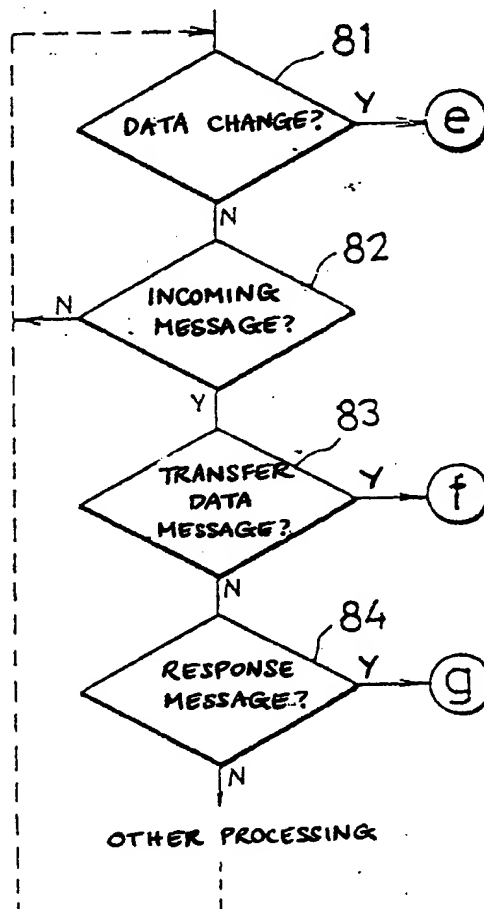 81
DATA CHANGE?
Y
e
N
82
INCOMING
MESSAGE?
N
Y
83
TRANSFER
DATA
MESSAGE?
Y
f
N
84
RESPONSE
MESSAGE?
Y
g
N
OTHER PROCESSING